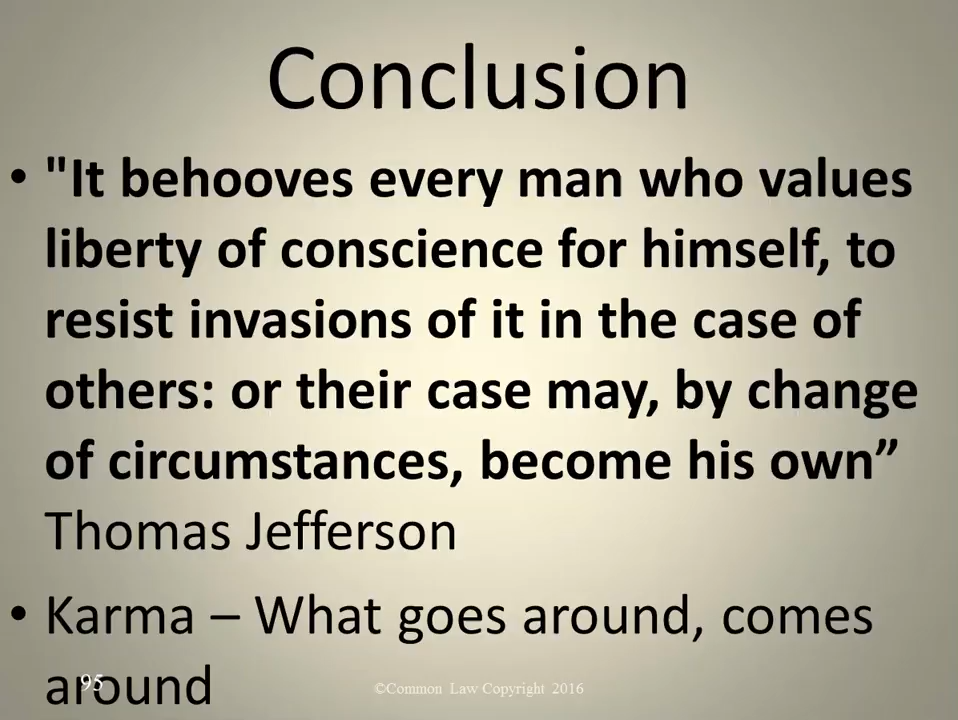 Conclusion
• "It behooves every man who values
liberty of conscience for himself, to
resist invasions of it in the case of
others: or their case may, by change
of circumstances, become his own”
Thomas Jefferson
• Karma – What goes around, comes
around
95
©Common Law Copyright 2016